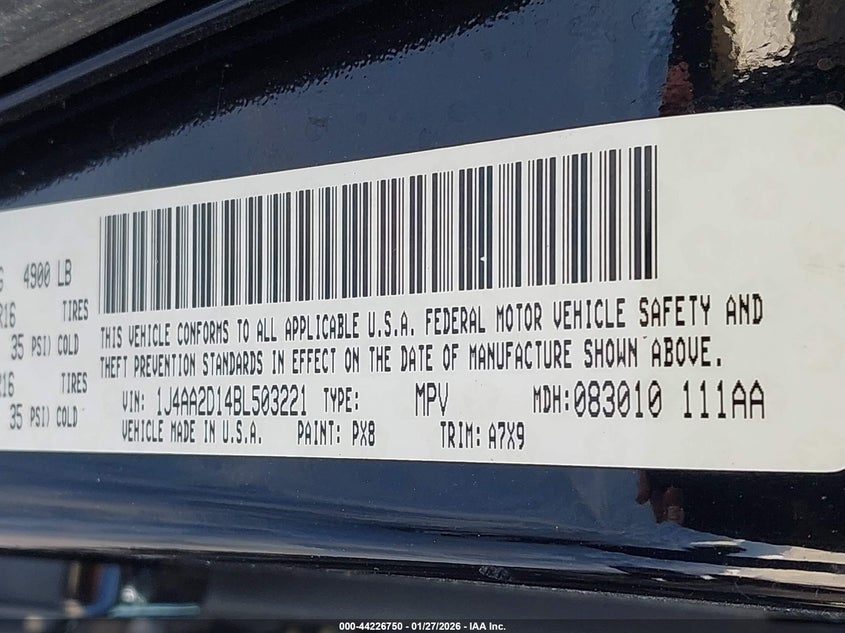 G 4900 LB
R16 TIRES
35 PSI) COLD
R16 TIRES
35 PSI) COLD
THIS VEHICLE CONFORMS TO ALL APPLICABLE U.S.A. FEDERAL MOTOR VEHICLE SAFETY AND
THEFT PREVENTION STANDARDS IN EFFECT ON THE DATE OF MANUFACTURE SHOWN ABOVE.
VIN: 1J4AA2D14BL503221 TYPE: MPV MDH:083010 111AA
VEHICLE MADE IN U.S.A. PAINT: PX8 TRIM: A7X9
000-44226750 - 01/27/2026 - IAA Inc.